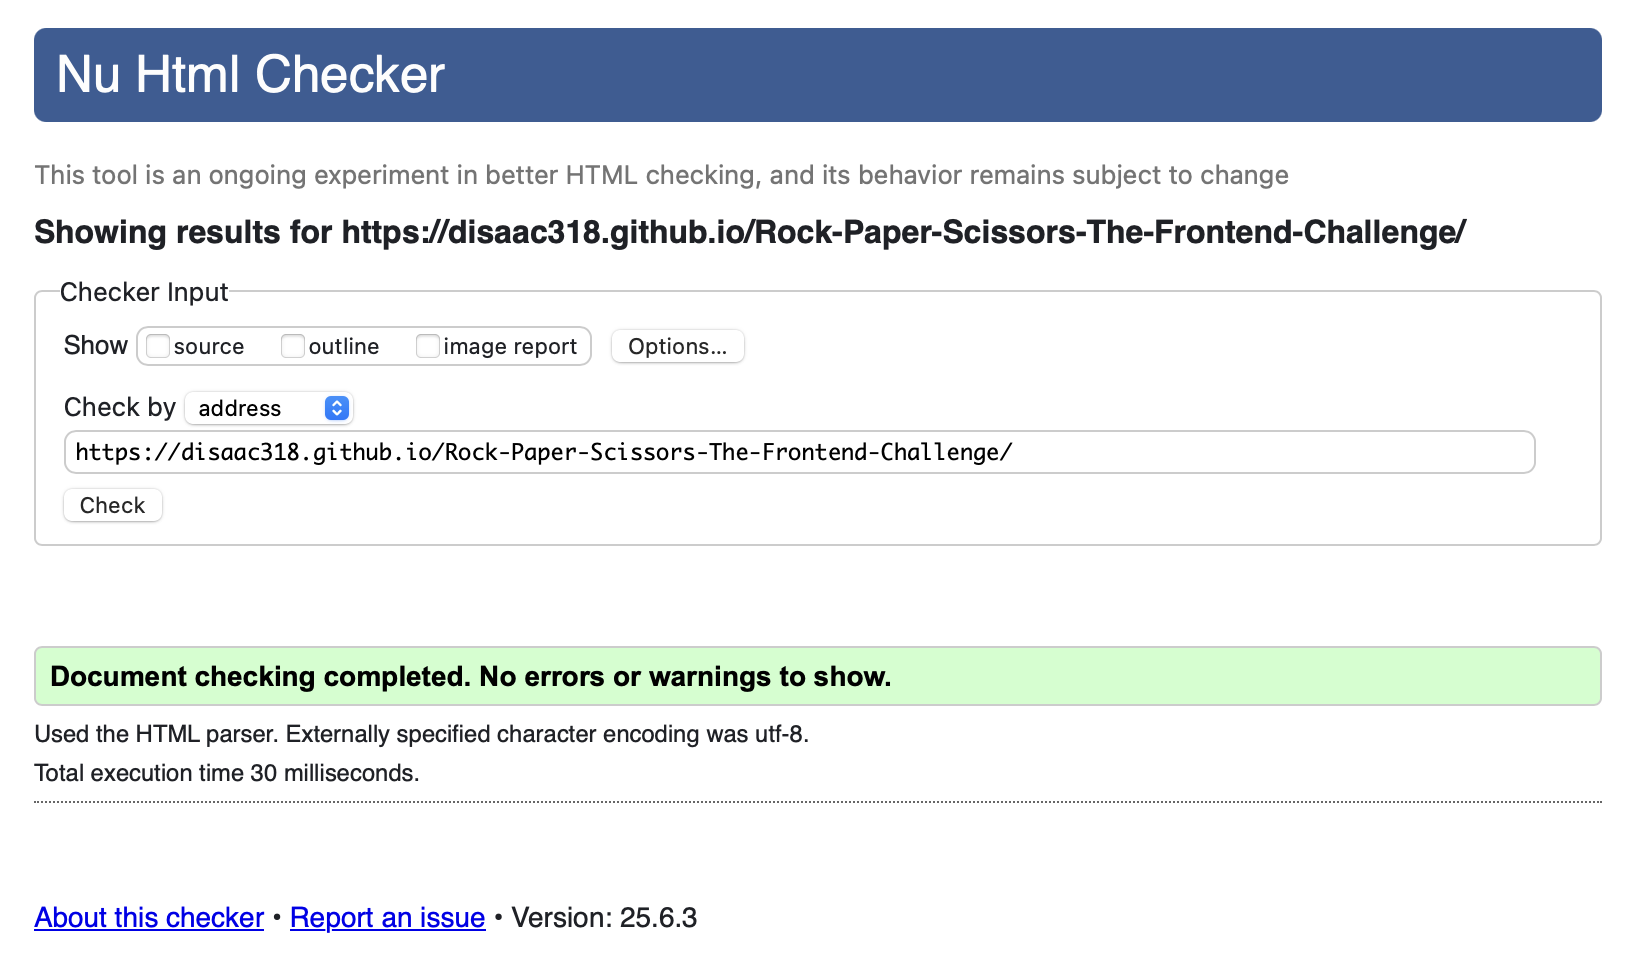 Nu Html Checker
This tool is an ongoing experiment in better HTML checking, and its behavior remains subject to change
Showing results for https://disaac318.github.io/Rock-Paper-Scissors-The-Frontend-Challenge/
Checker Input
Show source outline image report Options...
Check by address
https://disaac318.github.io/Rock-Paper-Scissors-The-Frontend-Challenge/
Check
Document checking completed. No errors or warnings to show.
Used the HTML parser. Externally specified character encoding was utf-8.
Total execution time 30 milliseconds.
About this checker • Report an issue • Version: 25.6.3